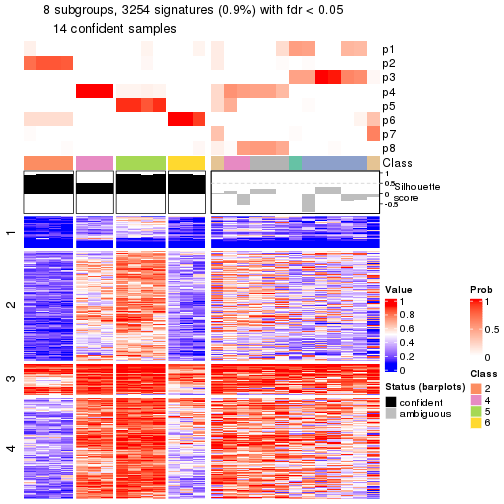 8 subgroups, 3254 signatures (0.9%) with fdr < 0.05
14 confident samples
p1
p2
p3
p4
p5
p6
p7
p8
Class
1
0.5
0
-0.5
Silhouette
score
1
2
3
4
Value
1
0.8
0.6
0.4
0.2
0
Status (barplots)
confident
ambiguous
Prob
1
0.5
0
Class
2
4
5
6